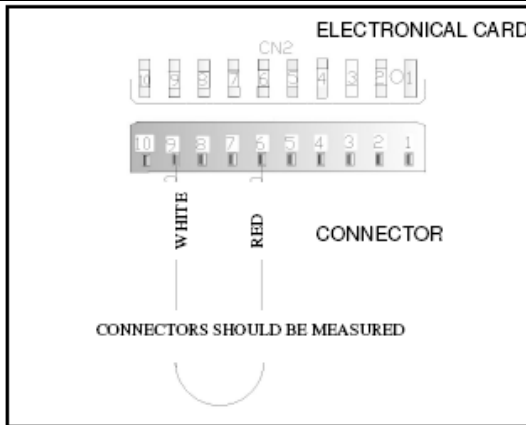 ELECTRONICAL CARD
CN2
10 9 8 7 6 5 4 3 2 1
10 9 8 7 6 5 4 3 2 1
WHITE
RED
CONNECTOR
CONNECTORS SHOULD BE MEASURED